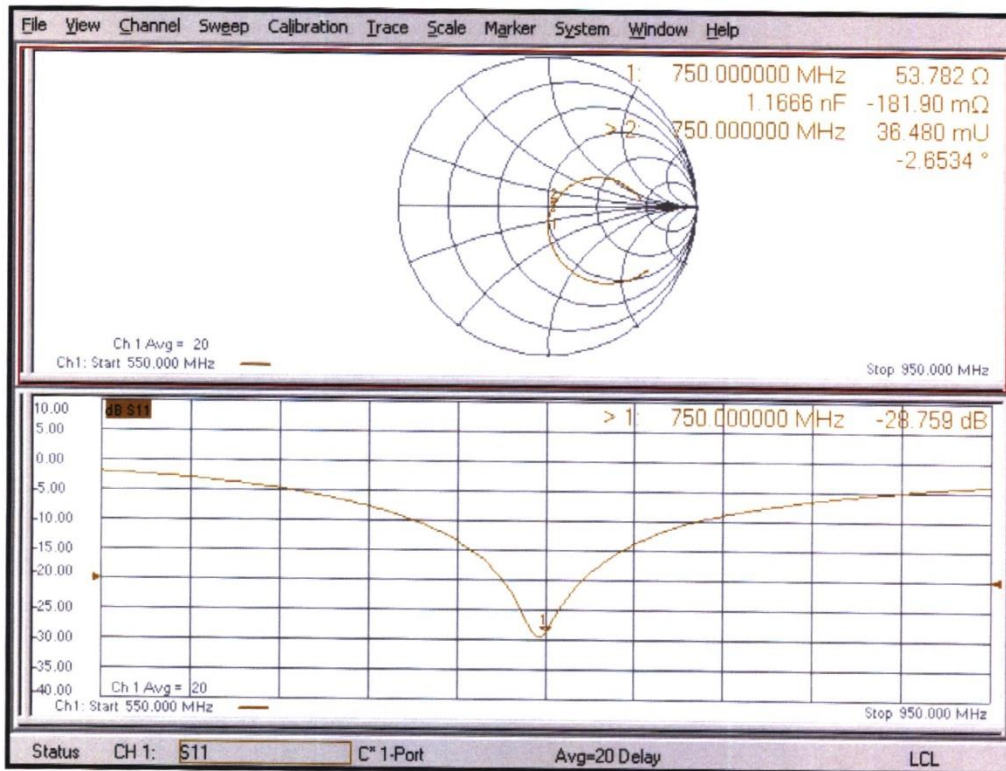 File View Channel Sweep Calibration Trace Scale Marker System Window Help
1: 750.000000 MHz 53.782 Ω
1.1666 nF -181.90 mΩ
> 2: 750.000000 MHz 36.480 mU
-2.6534 °
Ch 1 Avg = 20
Ch1: Start 550.000 MHz
Stop 950.000 MHz
10.00
dB S11
> 1: 750.000000 MHz -28.759 dB
5.00
0.00
-5.00
-10.00
-15.00
-20.00
-25.00
1
-30.00
-35.00
-40.00
Ch 1 Avg = 20
Ch1: Start 550.000 MHz
Stop 950.000 MHz
Status CH 1: S11 C* 1-Port Avg=20 Delay LCL